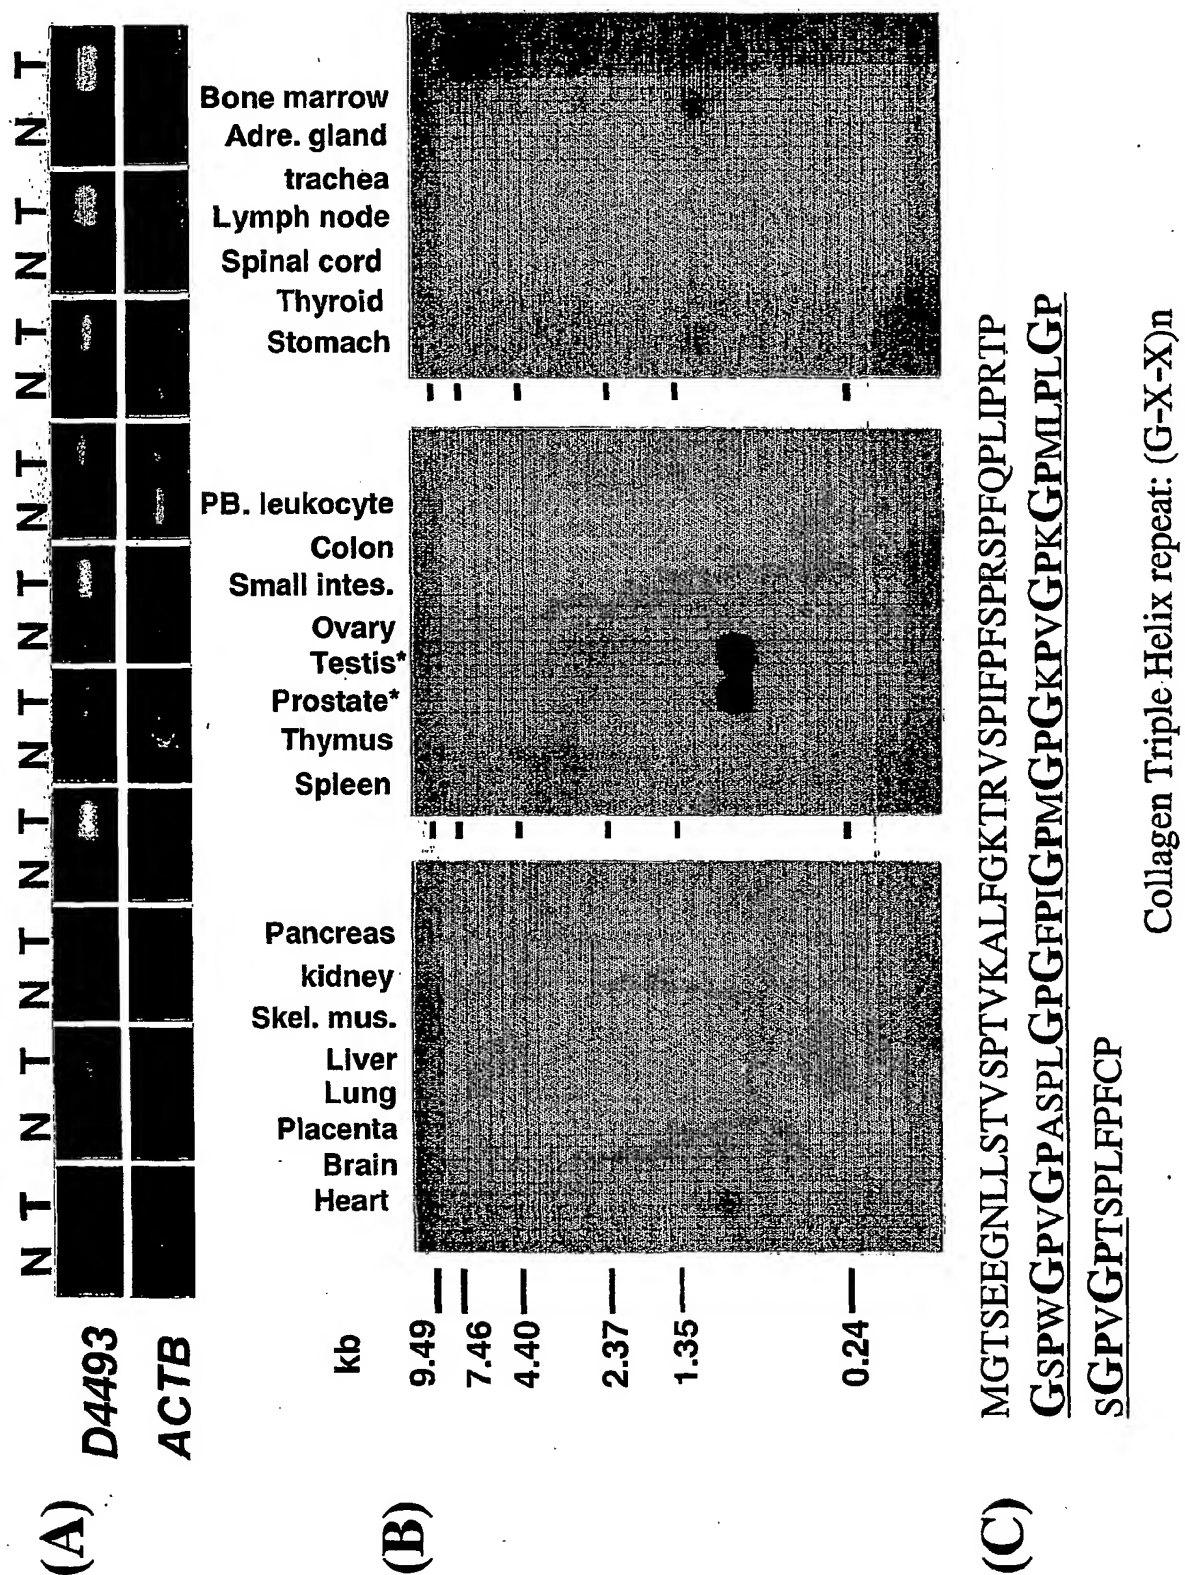 (A)
N T N T N T N T N T N T N T N T N T N T
D4493
ACTB
(B)
Heart
Brain
Placenta
Lung
Liver
Skel. mus.
kidney
Pancreas
Spleen
Thymus
Prostate*
Testis*
Ovary
Small intes.
Colon
PB. leukocyte
Stomach
Thyroid
Spinal cord
Lymph node
trachea
Adre. gland
Bone marrow
kb
9.49
7.46
4.40
2.37
1.35
0.24
(C)
MGTSEEGNLLSTVSPTVKALFGKTRVSPIFPFSPRSPFQPLIPRTP
GSPWGPVGPASPLGPGFPIGPMGPGKPVGPKGPMLPLGP
SGPVGPTSPLFPFCP
Collagen Triple Helix repeat: (G-X-X)n